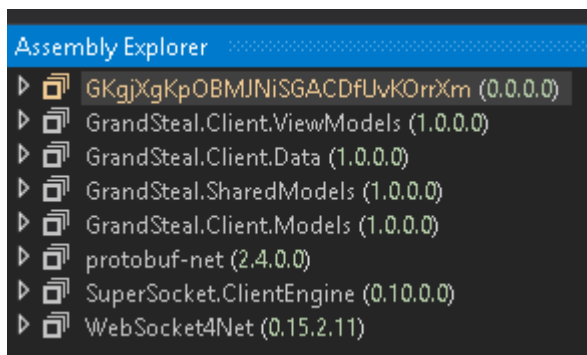 Assembly Explorer
GKgjXgKpOBMJNiSGACDfUvKOrrXm (0.0.0.0)
GrandSteal.Client.ViewModels (1.0.0.0)
GrandSteal.Client.Data (1.0.0.0)
GrandSteal.SharedModels (1.0.0.0)
GrandSteal.Client.Models (1.0.0.0)
protobuf-net (2.4.0.0)
SuperSocket.ClientEngine (0.10.0.0)
WebSocket4Net (0.15.2.11)